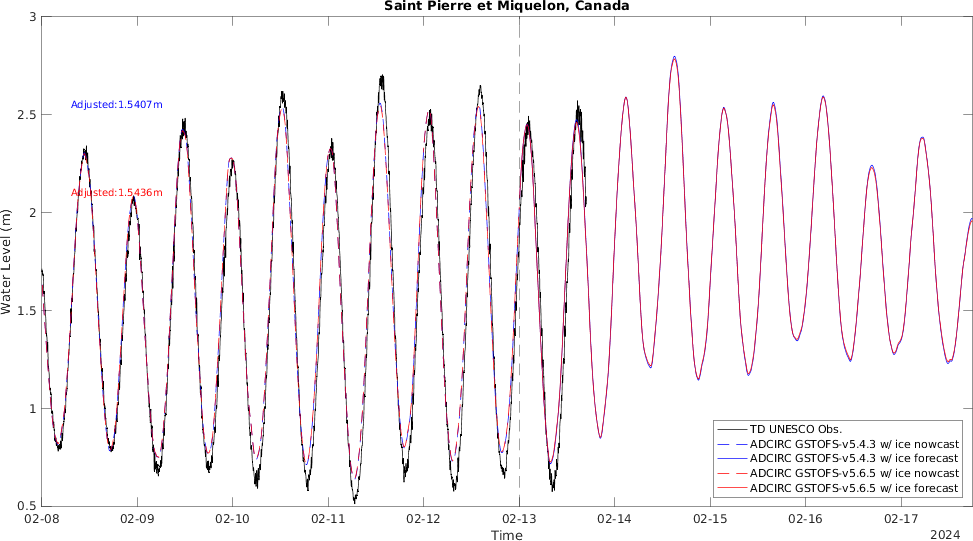 Saint Pierre et Miquelon, Canada
3
Adjusted:1.5407m
2.5
Adjusted:1.5436m
2
Water Level (m)
1.5
1
0.5
TD UNESCO Obs.
ADCIRC GSTOFS-v5.4.3 w/ ice nowcast
ADCIRC GSTOFS-v5.4.3 w/ ice forecast
ADCIRC GSTOFS-v5.6.5 w/ ice nowcast
ADCIRC GSTOFS-v5.6.5 w/ ice forecast
02-08 02-09 02-10 02-11 02-12 02-13 02-14 02-15 02-16 02-17
Time
2024